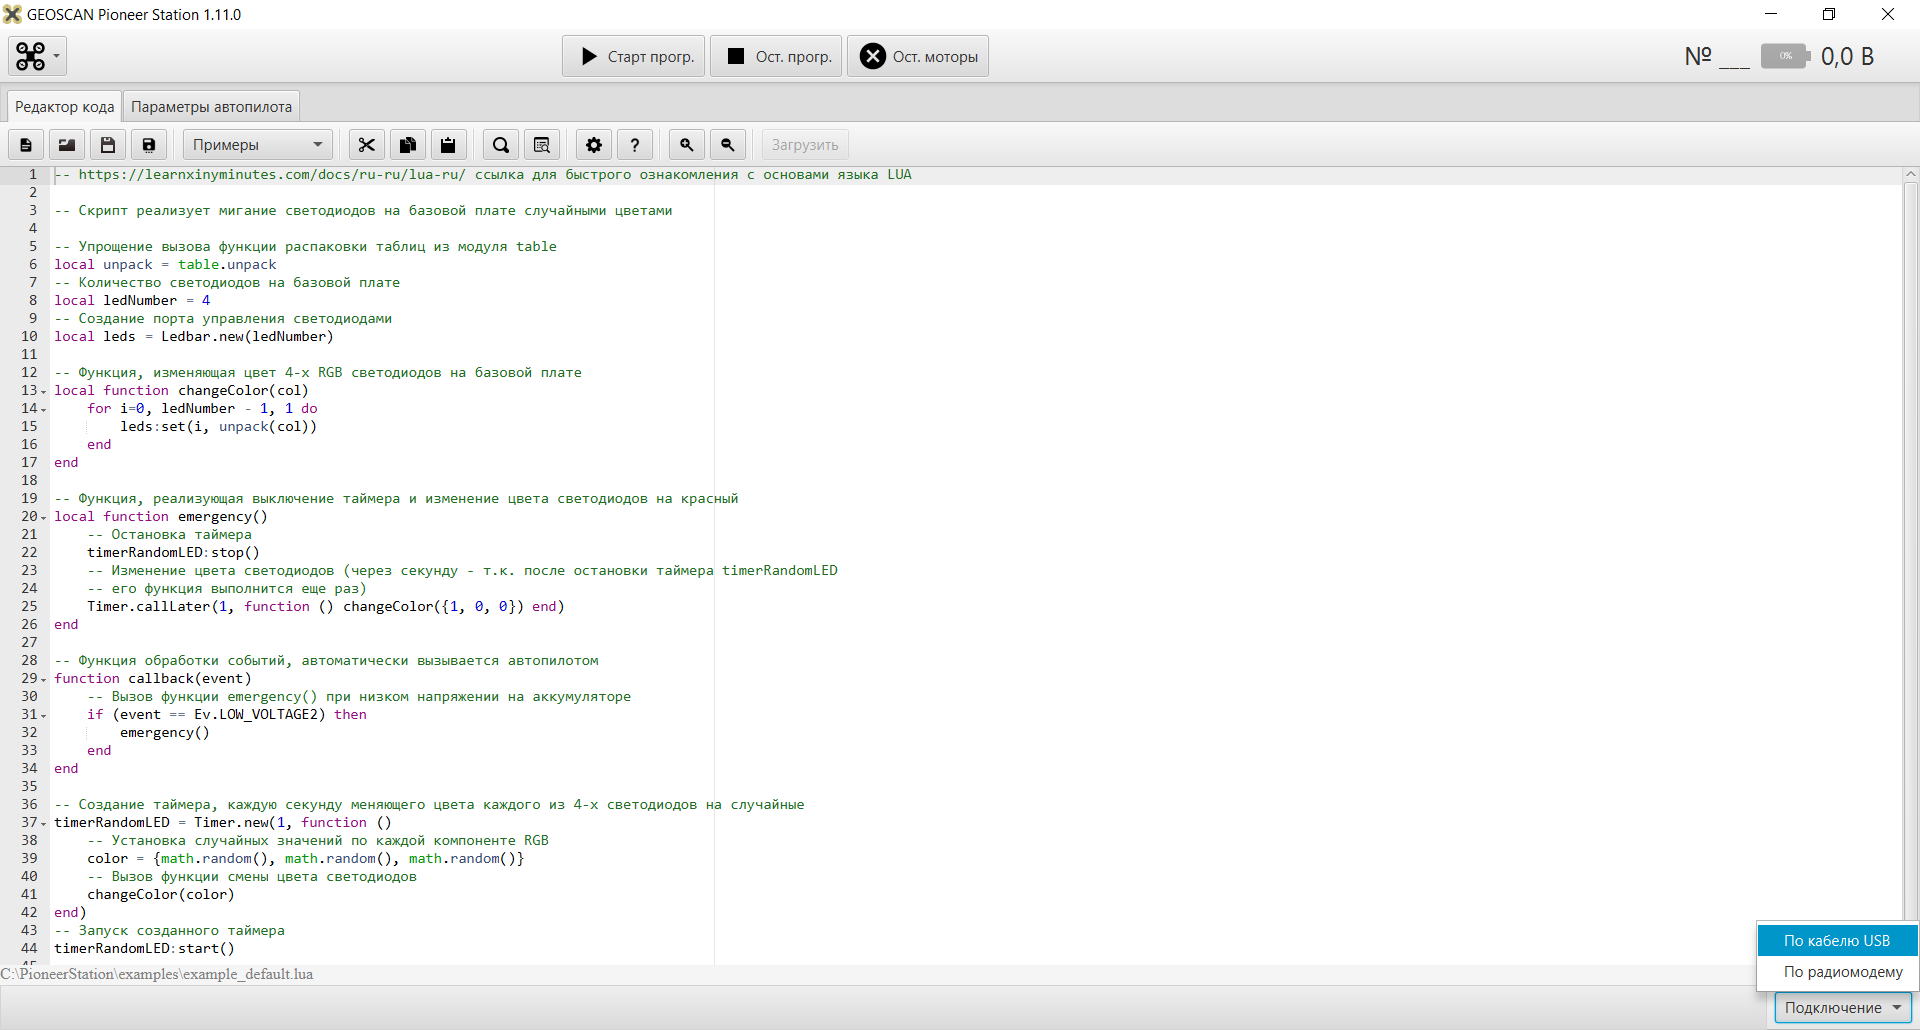 GEOSCAN Pioneer Station 1.11.0
Старт прогр.
Ост. прогр.
Ост. моторы
№ ___
0%
0,0 В
Редактор кода
Параметры автопилота
Примеры
?
Загрузить
1 -- https://learnxinyminutes.com/docs/ru-ru/lua-ru/ ссылка для быстрого ознакомления с основами языка LUA
2
3 -- Скрипт реализует мигание светодиодов на базовой плате случайными цветами
4
5 -- Упрощение вызова функции распаковки таблиц из модуля table
6 local unpack = table.unpack
7 -- Количество светодиодов на базовой плате
8 local ledNumber = 4
9 -- Создание порта управления светодиодами
10 local leds = Ledbar.new(ledNumber)
11
12 -- Функция, изменяющая цвет 4-х RGB светодиодов на базовой плате
13 local function changeColor(col)
14     for i=0, ledNumber - 1, 1 do
15         leds:set(i, unpack(col))
16     end
17 end
18
19 -- Функция, реализующая выключение таймера и изменение цвета светодиодов на красный
20 local function emergency()
21     -- Остановка таймера
22     timerRandomLED:stop()
23     -- Изменение цвета светодиодов (через секунду - т.к. после остановки таймера timerRandomLED
24     -- его функция выполнится еще раз)
25     Timer.callLater(1, function () changeColor({1, 0, 0}) end)
26 end
27
28 -- Функция обработки событий, автоматически вызывается автопилотом
29 function callback(event)
30     -- Вызов функции emergency() при низком напряжении на аккумуляторе
31     if (event == Ev.LOW_VOLTAGE2) then
32         emergency()
33     end
34 end
35
36 -- Создание таймера, каждую секунду меняющего цвета каждого из 4-х светодиодов на случайные
37 timerRandomLED = Timer.new(1, function ()
38     -- Установка случайных значений по каждой компоненте RGB
39     color = {math.random(), math.random(), math.random()}
40     -- Вызов функции смены цвета светодиодов
41     changeColor(color)
42 end)
43 -- Запуск созданного таймера
44 timerRandomLED:start()
C:\PioneerStation\examples\example_default.lua
По кабелю USB
По радиомодему
Подключение